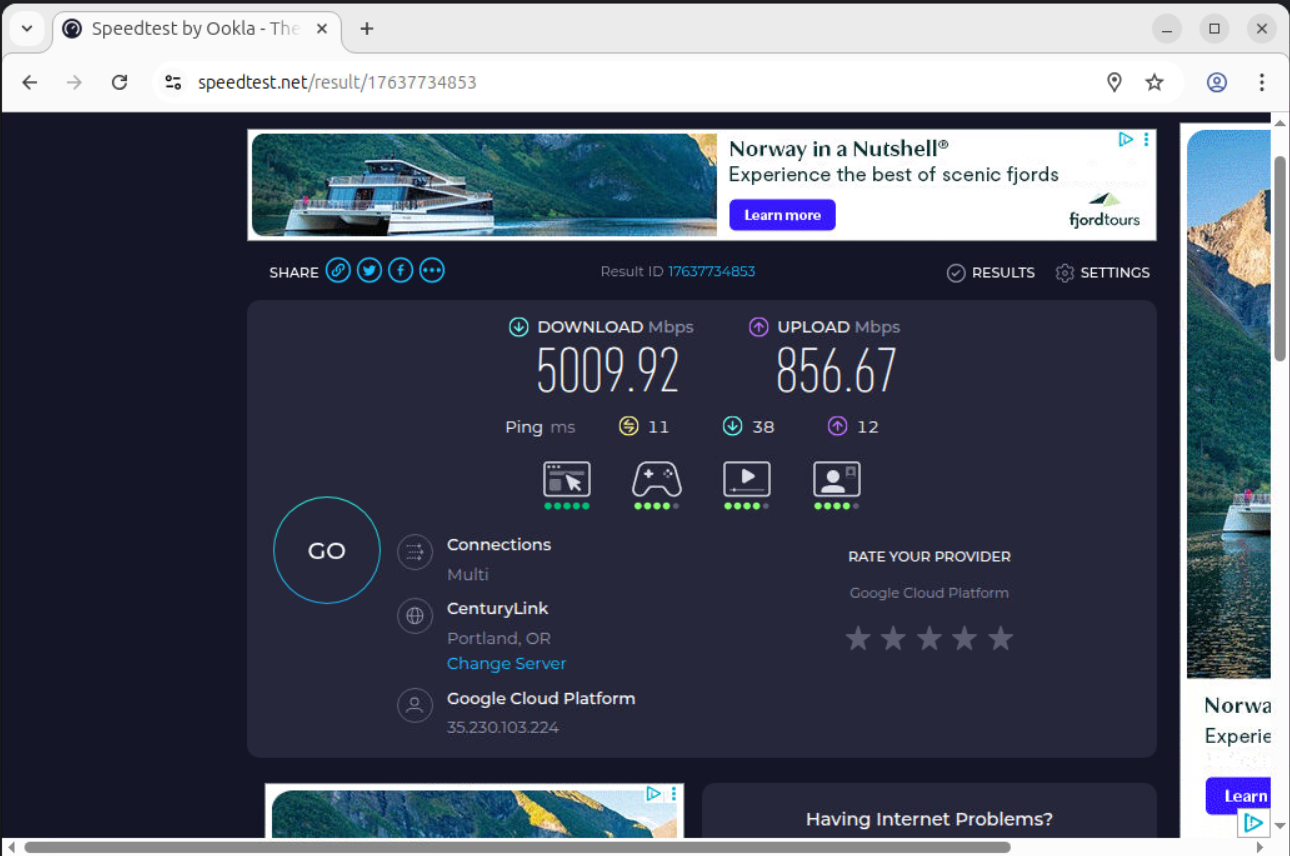 Speedtest by Ookla - The
speedtest.net/result/17637734853
Norway in a Nutshell®
Experience the best of scenic fjords
Learn more
fjordtours
SHARE
Result ID 17637734853
RESULTS
SETTINGS
DOWNLOAD Mbps
UPLOAD Mbps
5009.92
856.67
Ping ms
11
38
12
GO
Connections
Multi
CenturyLink
Portland, OR
Change Server
Google Cloud Platform
35.230.103.224
RATE YOUR PROVIDER
Google Cloud Platform
Having Internet Problems?
Norwa
Experie
Learn